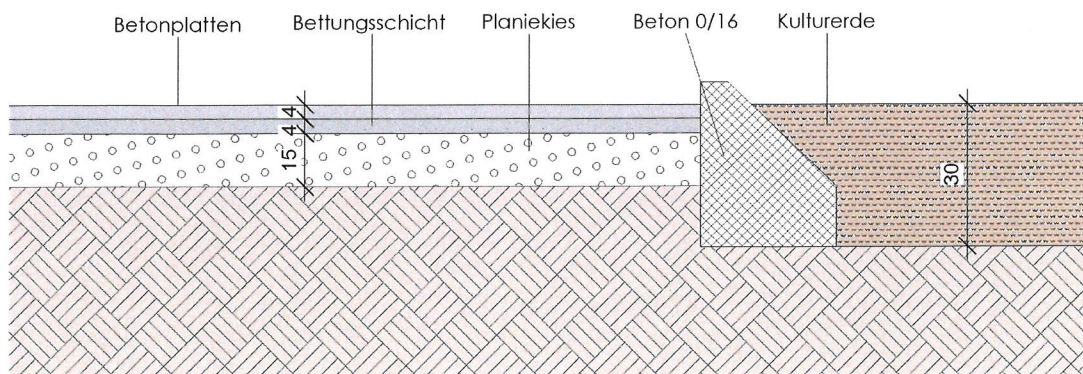 Betonplatten
Bettungsschicht
Planiekies
Beton 0/16
Kulturerde
4
4
15
30